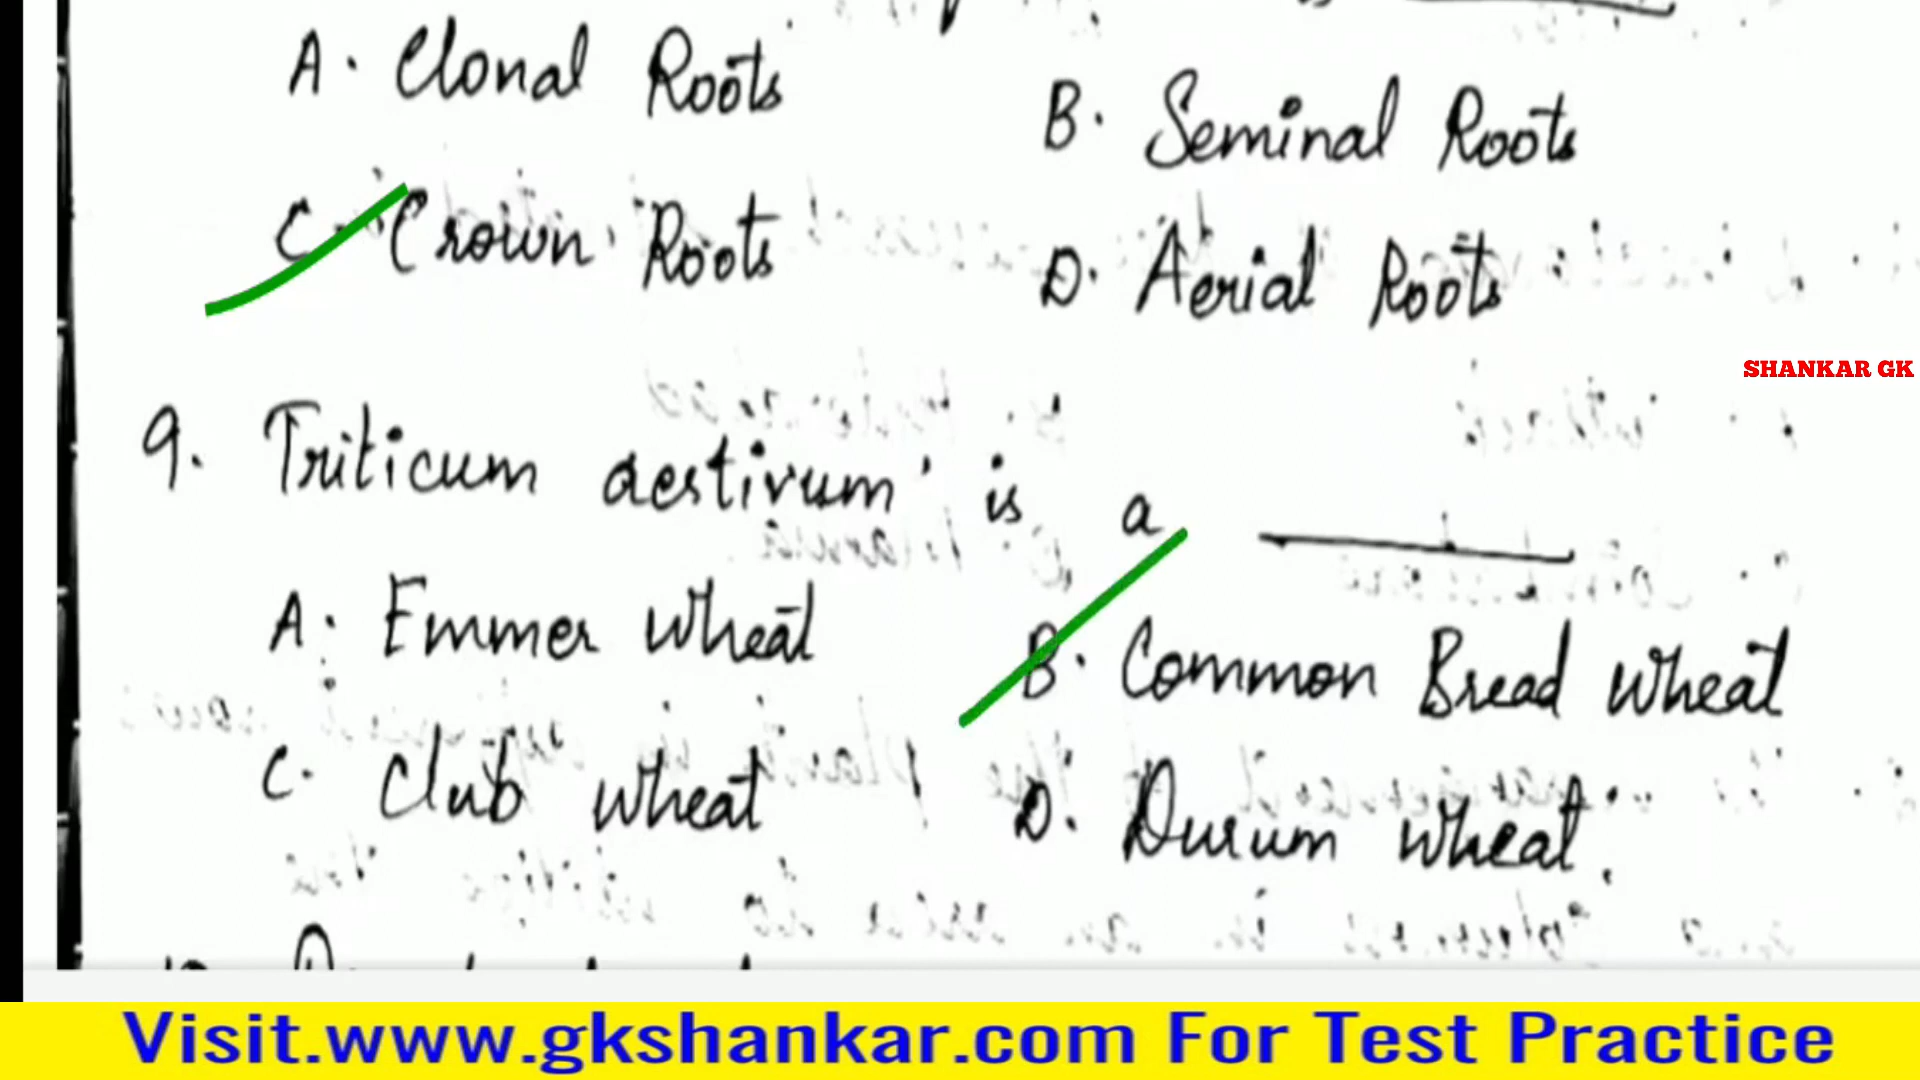 A. Clonal Roots
B. Seminal Roots
C. Crown Roots
D. Aerial Roots
SHANKAR GK
9. Triticum aestivum is a ______
A. Emmer wheat
B. Common Bread wheat
C. Club wheat
D. Durum wheat.
Visit.www.gkshankar.com For Test Practice